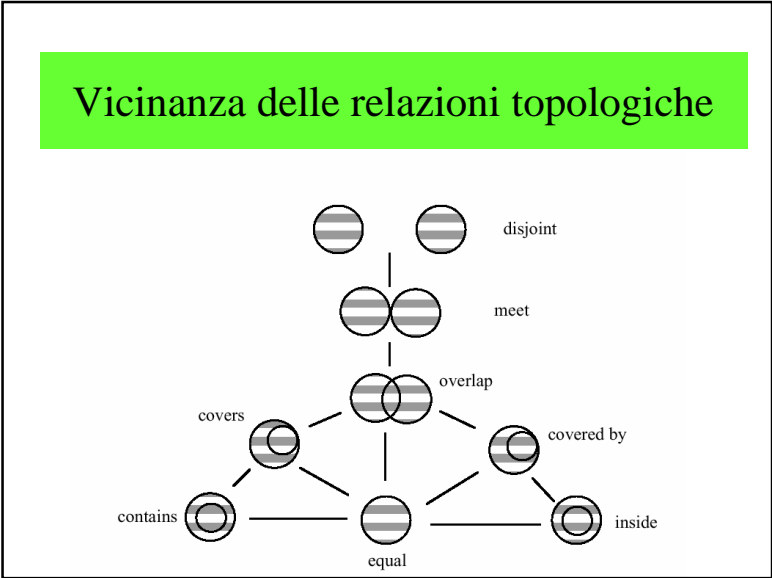 Vicinanza delle relazioni topologiche
disjoint
meet
overlap
covers
covered by
contains
inside
equal